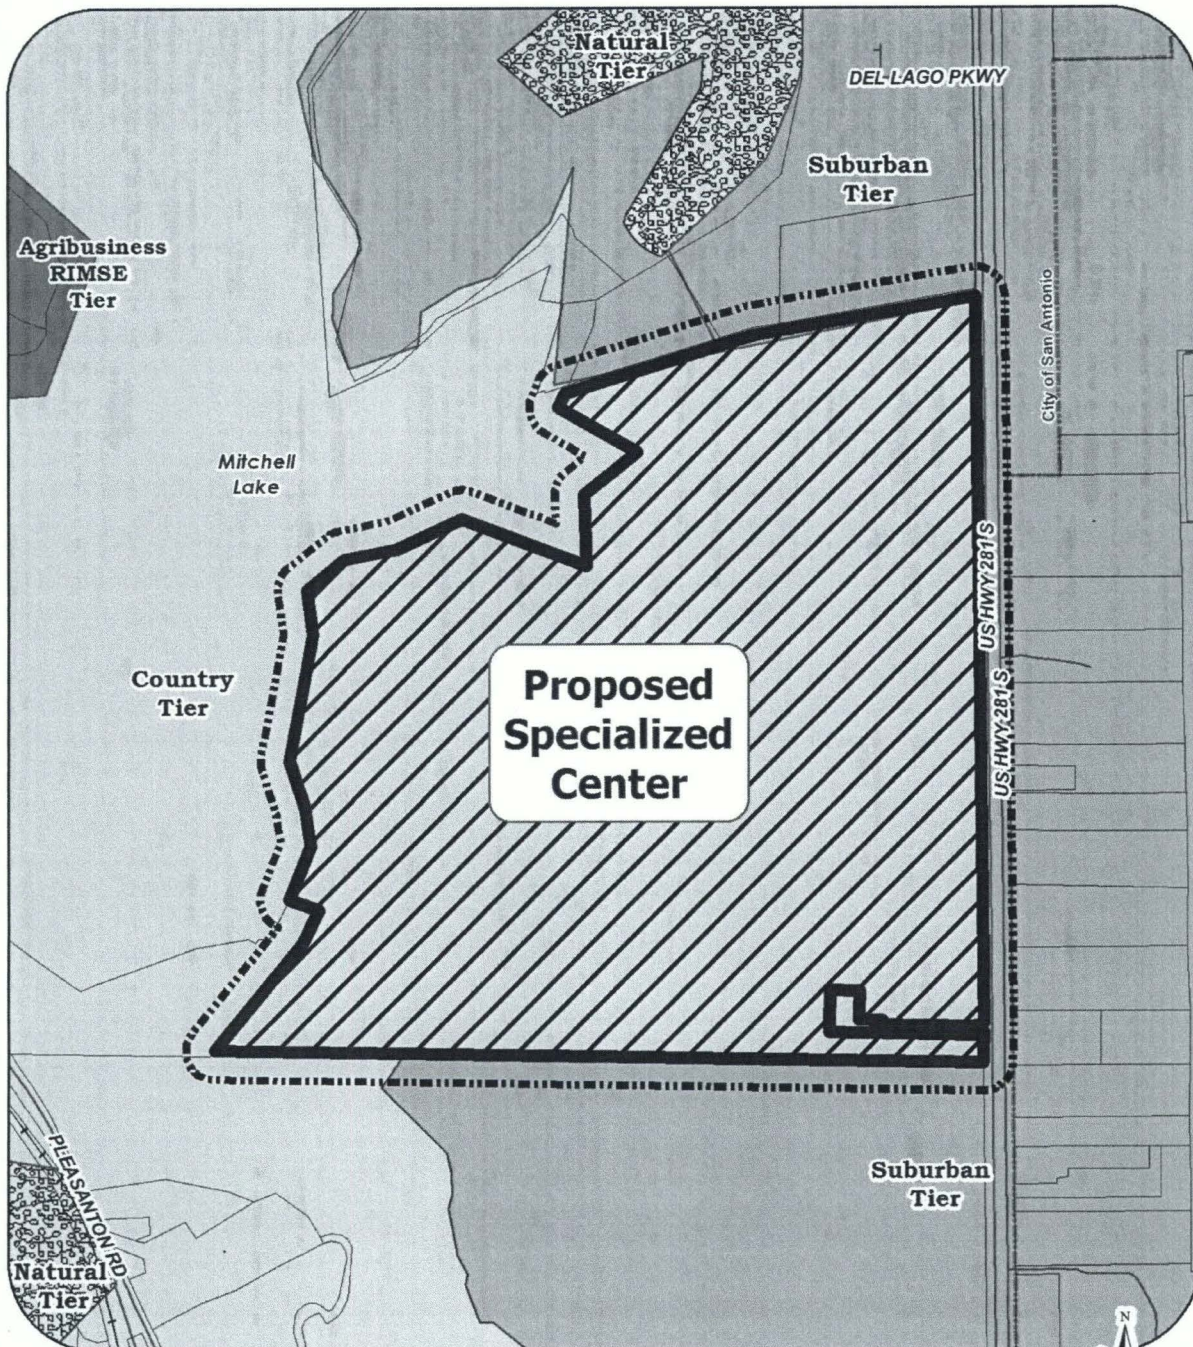 Natural
Tier
DEL LAGO PKWY
Suburban
Tier
Agribusiness
RIMSE
Tier
City of San Antonio
Mitchell
Lake
US HWY 281 S
Country
Tier
Proposed
Specialized
Center
US HWY 281 S
PLEASANTON RD
Suburban
Tier
Natural
Tier
N